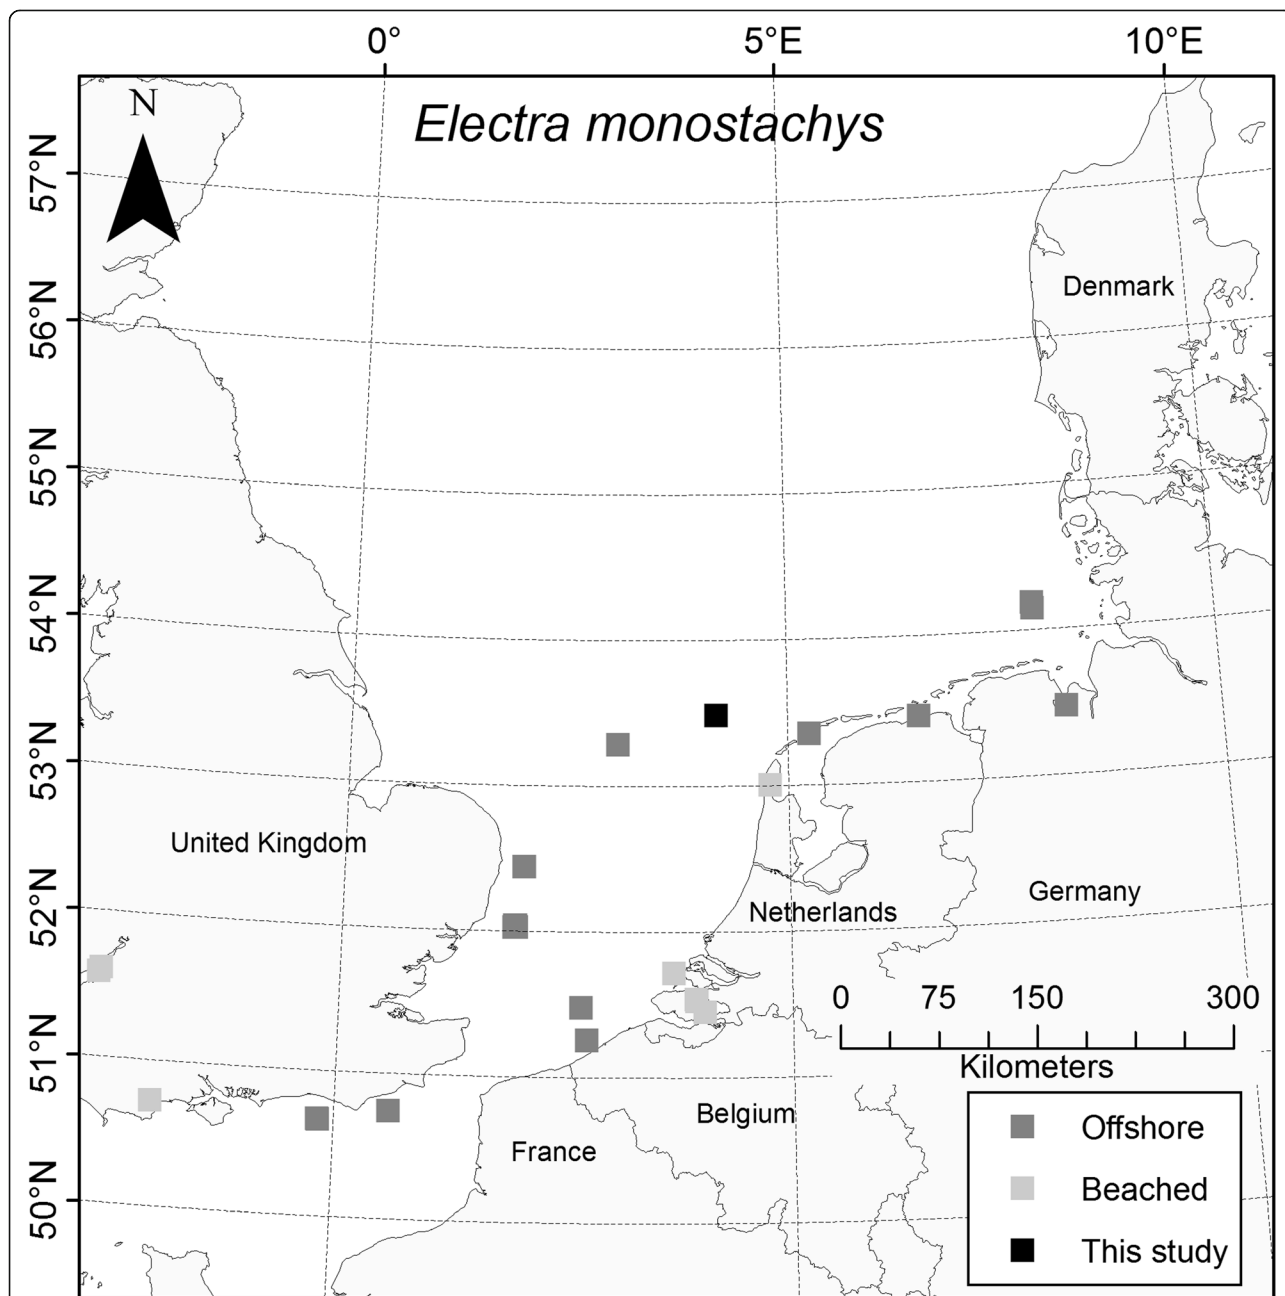 0° 5°E 10°E
N
Electra monostachys
57°N
Denmark
56°N
55°N
54°N
53°N
United Kingdom
Germany
52°N
Netherlands
0 75 150 300
Kilometers
51°N
Belgium
Offshore
France
Beached
50°N
This study